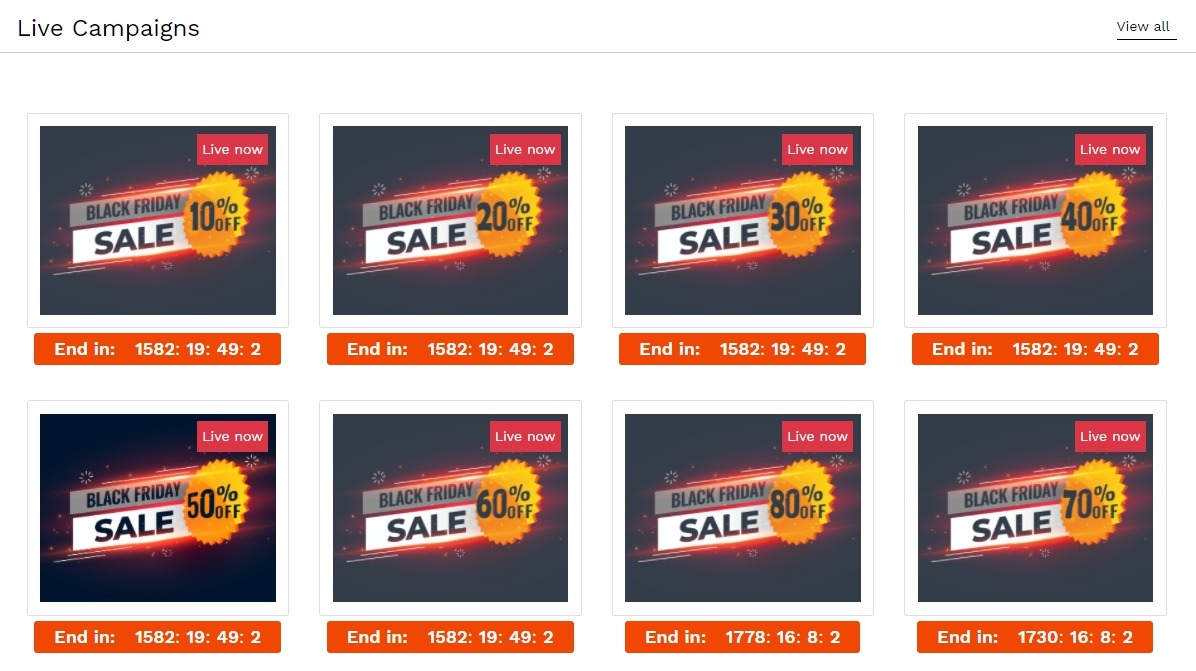 Live Campaigns
View all
Live now
BLACK FRIDAY
SALE
10%
OFF
End in: 1582: 19: 49: 2
Live now
BLACK FRIDAY
SALE
20%
OFF
End in: 1582: 19: 49: 2
Live now
BLACK FRIDAY
SALE
30%
OFF
End in: 1582: 19: 49: 2
Live now
BLACK FRIDAY
SALE
40%
OFF
End in: 1582: 19: 49: 2
Live now
BLACK FRIDAY
SALE
50%
OFF
End in: 1582: 19: 49: 2
Live now
BLACK FRIDAY
SALE
60%
OFF
End in: 1582: 19: 49: 2
Live now
BLACK FRIDAY
SALE
80%
OFF
End in: 1778: 16: 8: 2
Live now
BLACK FRIDAY
SALE
70%
OFF
End in: 1730: 16: 8: 2